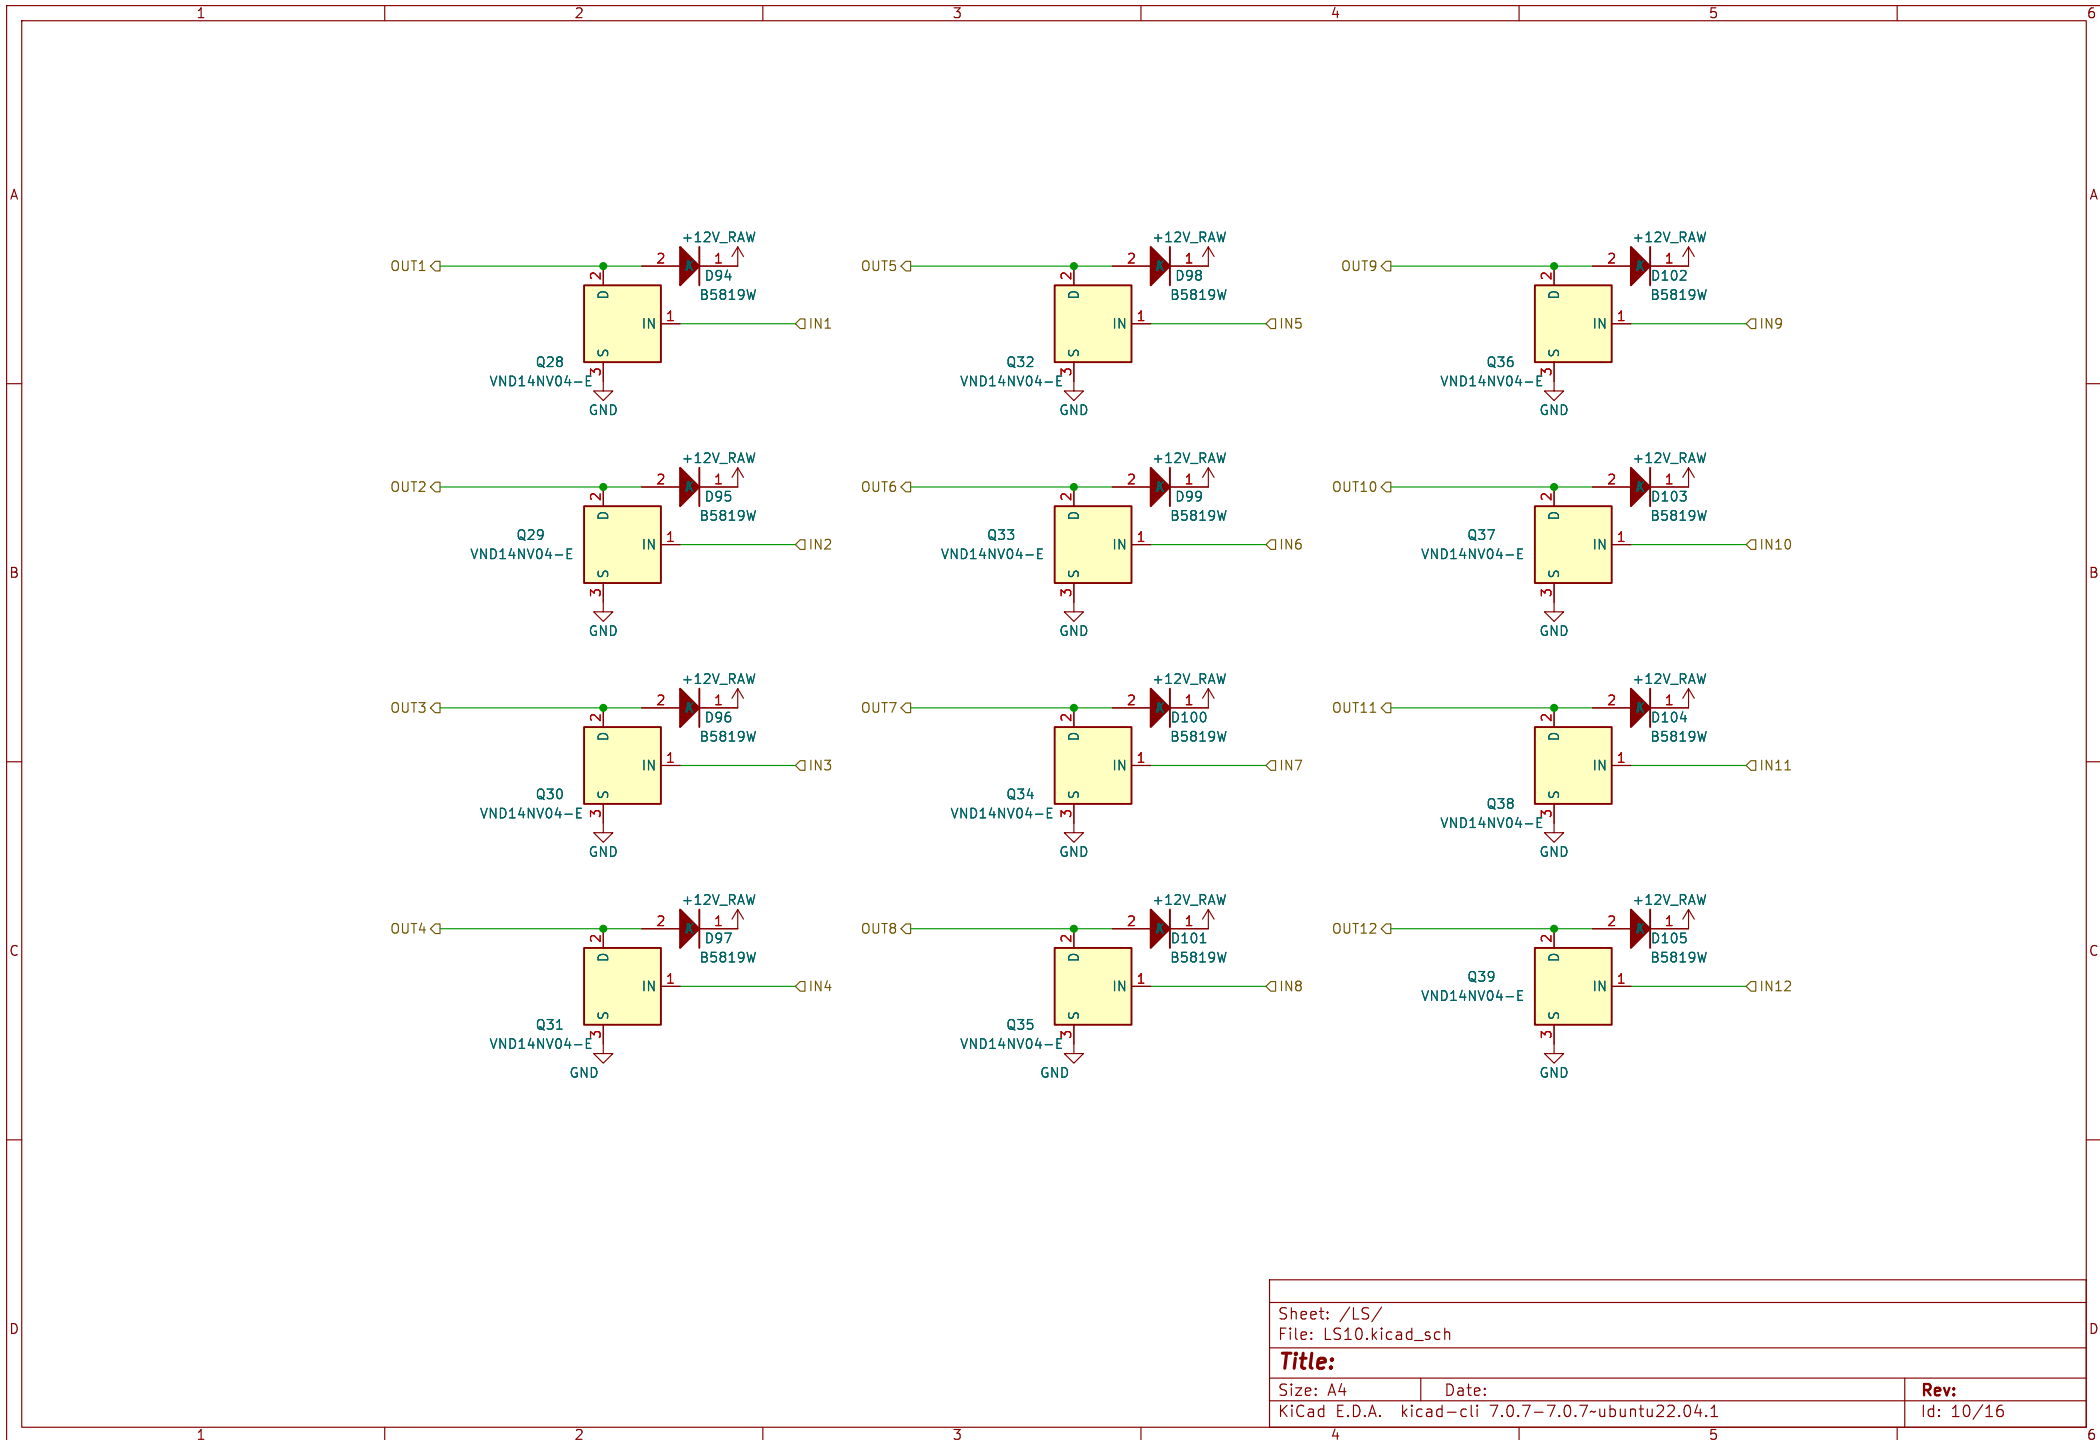 1 2 3 4 5 6
A A
+12V_RAW +12V_RAW +12V_RAW
OUT1 2 1 OUT5 2 1 OUT9 2 1
2 D94 2 D98 2 D102
D B5819W D B5819W D B5819W
IN 1 IN1 IN 1 IN5 IN 1 IN9
S S S
Q28 3 Q32 3 Q36 3
VND14NV04-E VND14NV04-E VND14NV04-E
GND GND GND
+12V_RAW +12V_RAW +12V_RAW
OUT2 2 1 OUT6 2 1 OUT10 2 1
2 D95 2 D99 2 D103
D B5819W D B5819W D B5819W
Q29 Q33 Q37
IN 1 IN2 IN 1 IN6 IN 1 IN10
VND14NV04-E VND14NV04-E VND14NV04-E
B B
S S S
3 3 3
GND GND GND
+12V_RAW +12V_RAW +12V_RAW
OUT3 2 1 OUT7 2 1 OUT11 2 1
2 D96 2 D100 2 D104
D B5819W D B5819W D B5819W
IN 1 IN3 IN 1 IN7 IN 1 IN11
S S S
Q30 Q34 Q38
VND14NV04-E 3 VND14NV04-E 3 VND14NV04-E 3
GND GND GND
+12V_RAW +12V_RAW +12V_RAW
OUT4 2 1 OUT8 2 1 OUT12 2 1
2 D97 2 D101 2 D105
C C
D B5819W D B5819W D B5819W
Q39
IN 1 IN4 IN 1 IN8 IN 1 IN12
VND14NV04-E
S S S
Q31 Q35
3 3 3
VND14NV04-E VND14NV04-E
GND GND GND
D D
Sheet: /LS/
File: LS10.kicad_sch
Title:
Size: A4 Date: Rev:
KiCad E.D.A. kicad-cli 7.0.7-7.0.7~ubuntu22.04.1 Id: 10/16
1 2 3 4 5 6